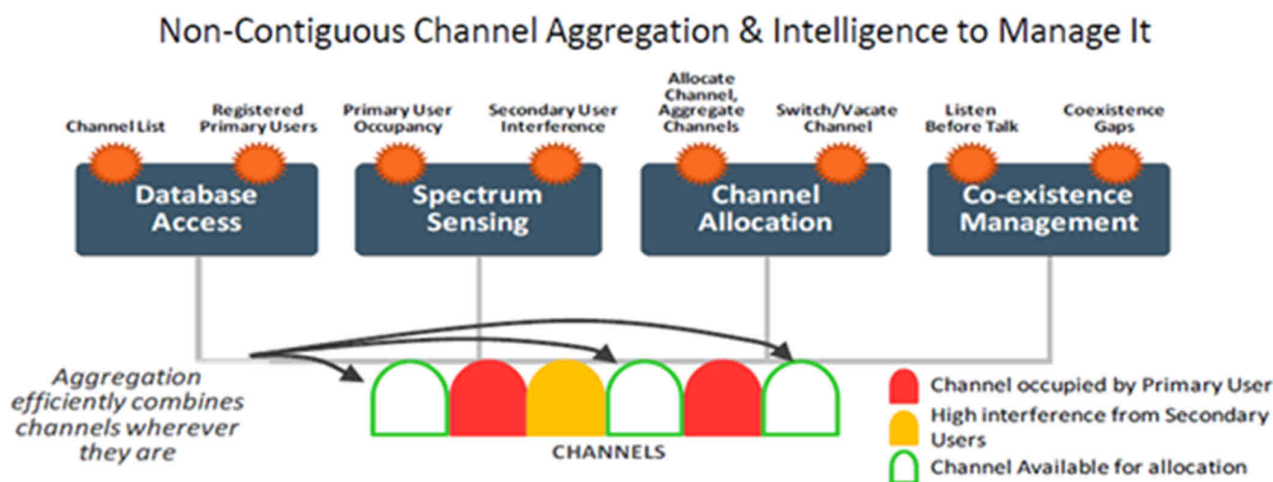 Non-Contiguous Channel Aggregation & Intelligence to Manage It
Channel List
Registered
Primary Users
Primary User
Occupancy
Secondary User
Interference
Allocate
Channel,
Aggregate
Channels
Switch/Vacate
Channel
Listen
Before Talk
Coexistence
Gaps
Database
Access
Spectrum
Sensing
Channel
Allocation
Co-existence
Management
Aggregation
efficiently combines
channels wherever
they are
CHANNELS
Channel occupied by Primary User
High interference from Secondary
Users
Channel Available for allocation